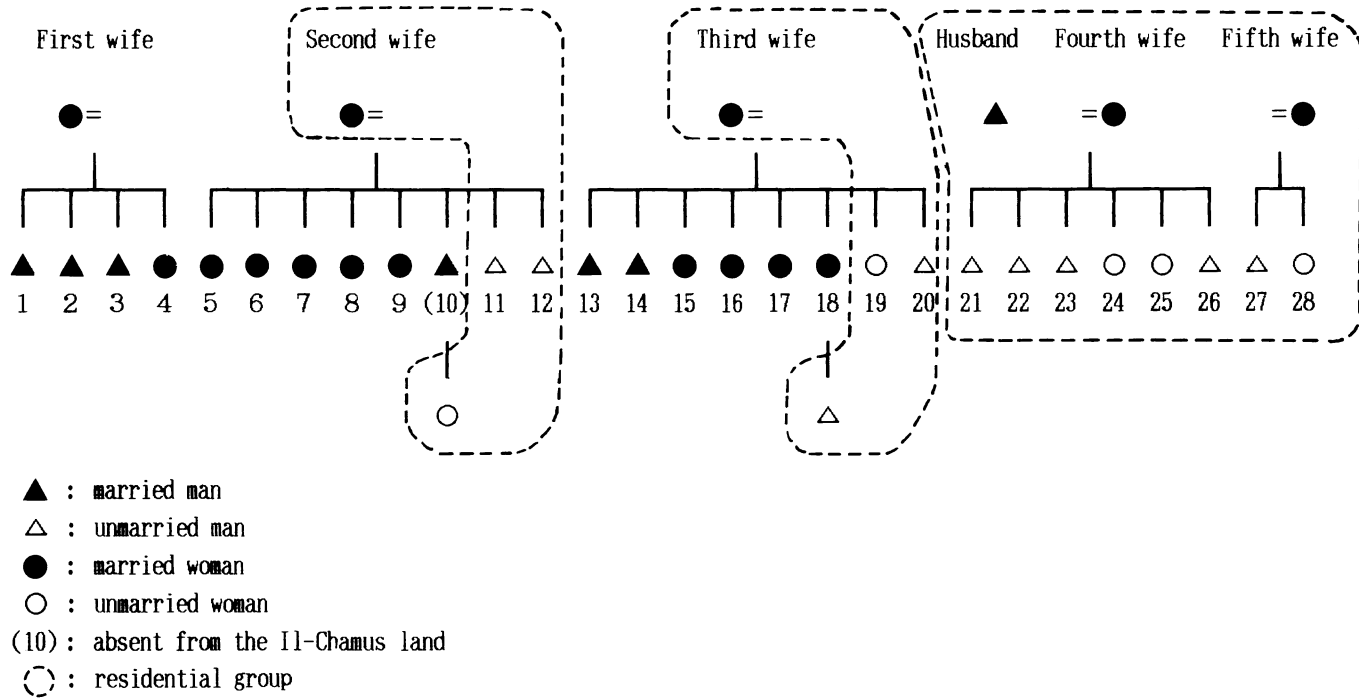 First wife Second wife Third wife Husband Fourth wife Fifth wife
= = = = =
1 2 3 4 5 6 7 8 9 (10) 11 12 13 14 15 16 17 18 19 20 21 22 23 24 25 26 27 28
: married man
: unmarried man
: married woman
: unmarried woman
(10) : absent from the Il-Chamus land
: residential group